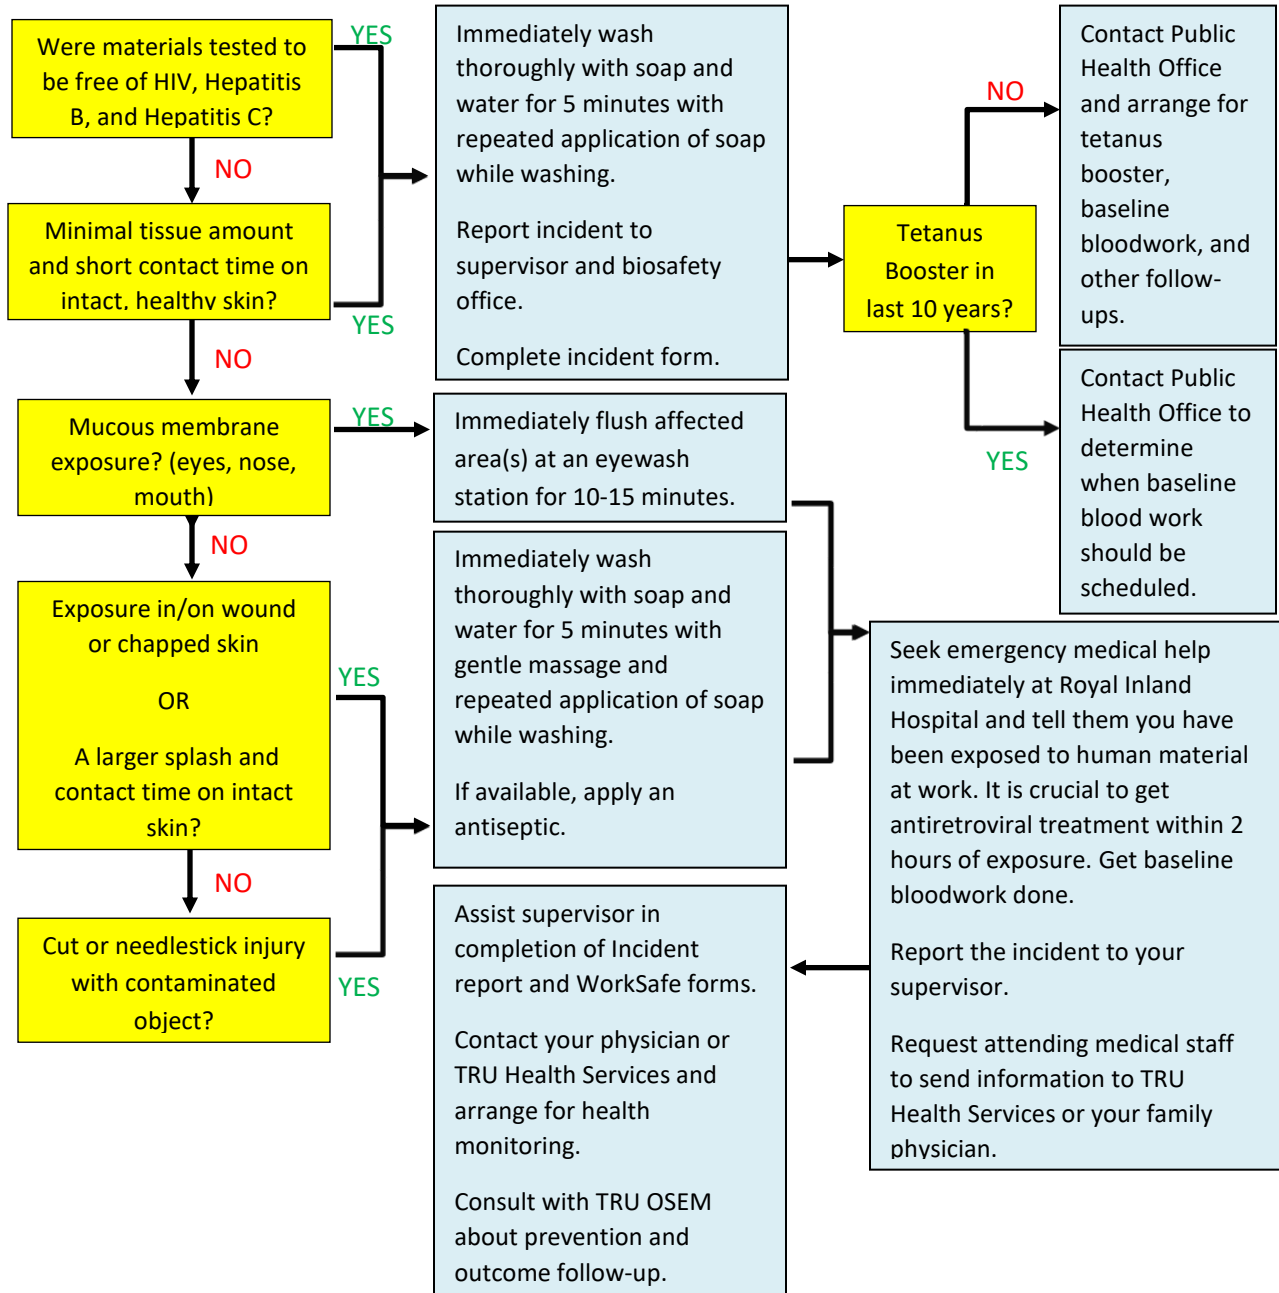 Were materials tested to
be free of HIV, Hepatitis
B, and Hepatitis C?
YES
NO
Minimal tissue amount
and short contact time on
intact, healthy skin?
YES
NO
Immediately wash
thoroughly with soap and
water for 5 minutes with
repeated application of soap
while washing.
Report incident to
supervisor and biosafety
office.
Complete incident form.
Tetanus
Booster in
last 10 years?
NO
Contact Public
Health Office
and arrange for
tetanus
booster,
baseline
bloodwork, and
other follow-
ups.
YES
Contact Public
Health Office to
determine
when baseline
blood work
should be
scheduled.
Mucous membrane
exposure? (eyes, nose,
mouth)
YES
Immediately flush affected
area(s) at an eyewash
station for 10-15 minutes.
NO
Exposure in/on wound
or chapped skin
OR
A larger splash and
contact time on intact
skin?
YES
NO
Cut or needlestick injury
with contaminated
object?
YES
Immediately wash
thoroughly with soap and
water for 5 minutes with
gentle massage and
repeated application of soap
while washing.
If available, apply an
antiseptic.
Seek emergency medical help
immediately at Royal Inland
Hospital and tell them you have
been exposed to human material
at work. It is crucial to get
antiretroviral treatment within 2
hours of exposure. Get baseline
bloodwork done.
Report the incident to your
supervisor.
Request attending medical staff
to send information to TRU
Health Services or your family
physician.
Assist supervisor in
completion of Incident
report and WorkSafe forms.
Contact your physician or
TRU Health Services and
arrange for health
monitoring.
Consult with TRU OSEM
about prevention and
outcome follow-up.